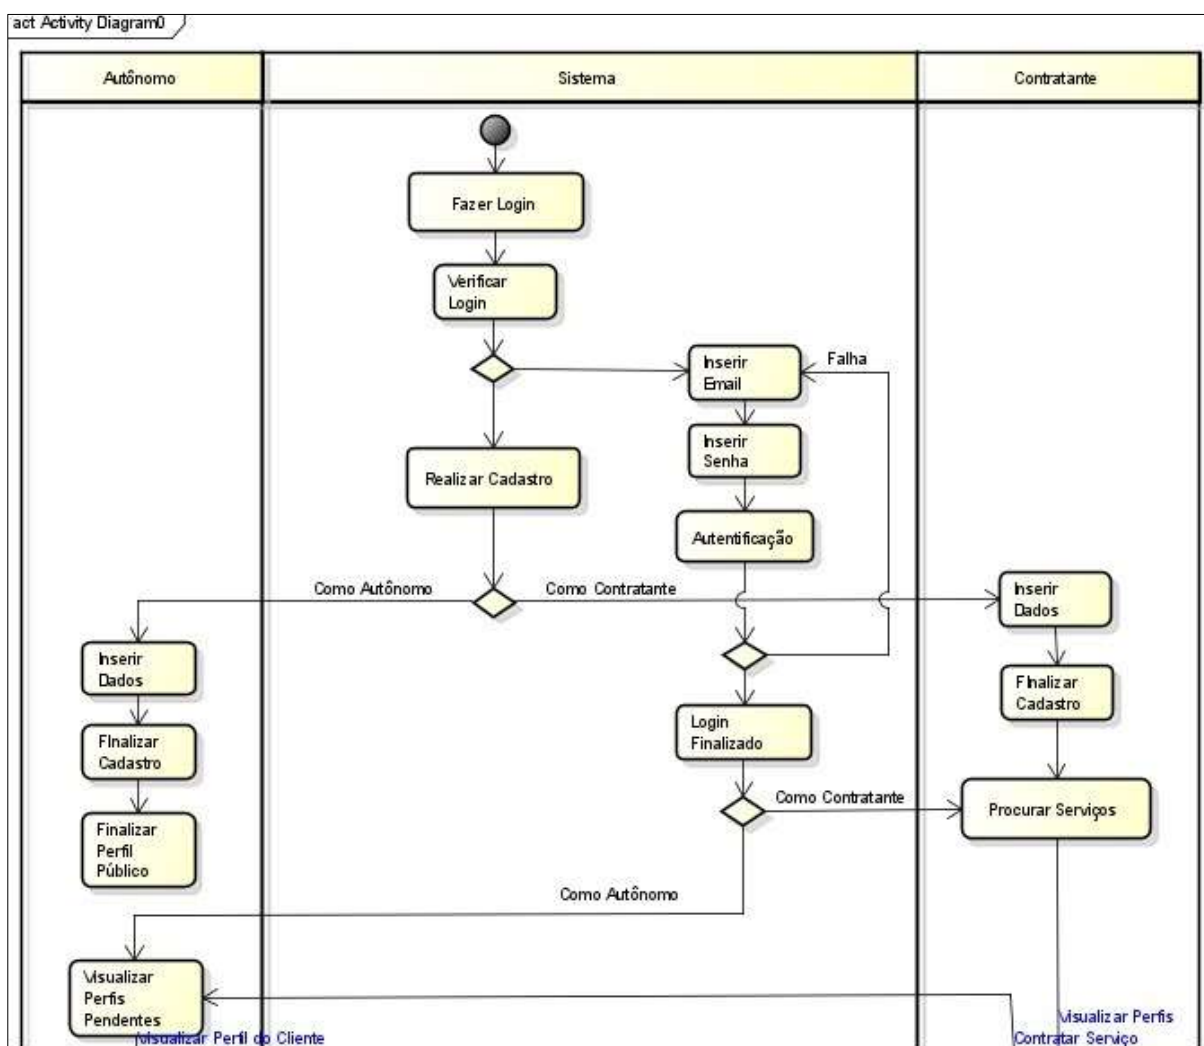 act Activity Diagram0
Autônomo
Sistema
Contratante
Fazer Login
Verificar
Login
Inserir
Email
Falha
Inserir
Senha
Realizar Cadastro
Autentificação
Como Autônomo
Como Contratante
Inserir
Dados
Inserir
Dados
FInalizar
Cadastro
Login
Finalizado
FInalizar
Cadastro
Como Contratante
Procurar Serviços
Finalizar
Perfil
Público
Como Autônomo
Visualizar
Perfis
Pendentes
Visualizar Perfis
Visualizar Perfil do Cliente
Contratar Serviço